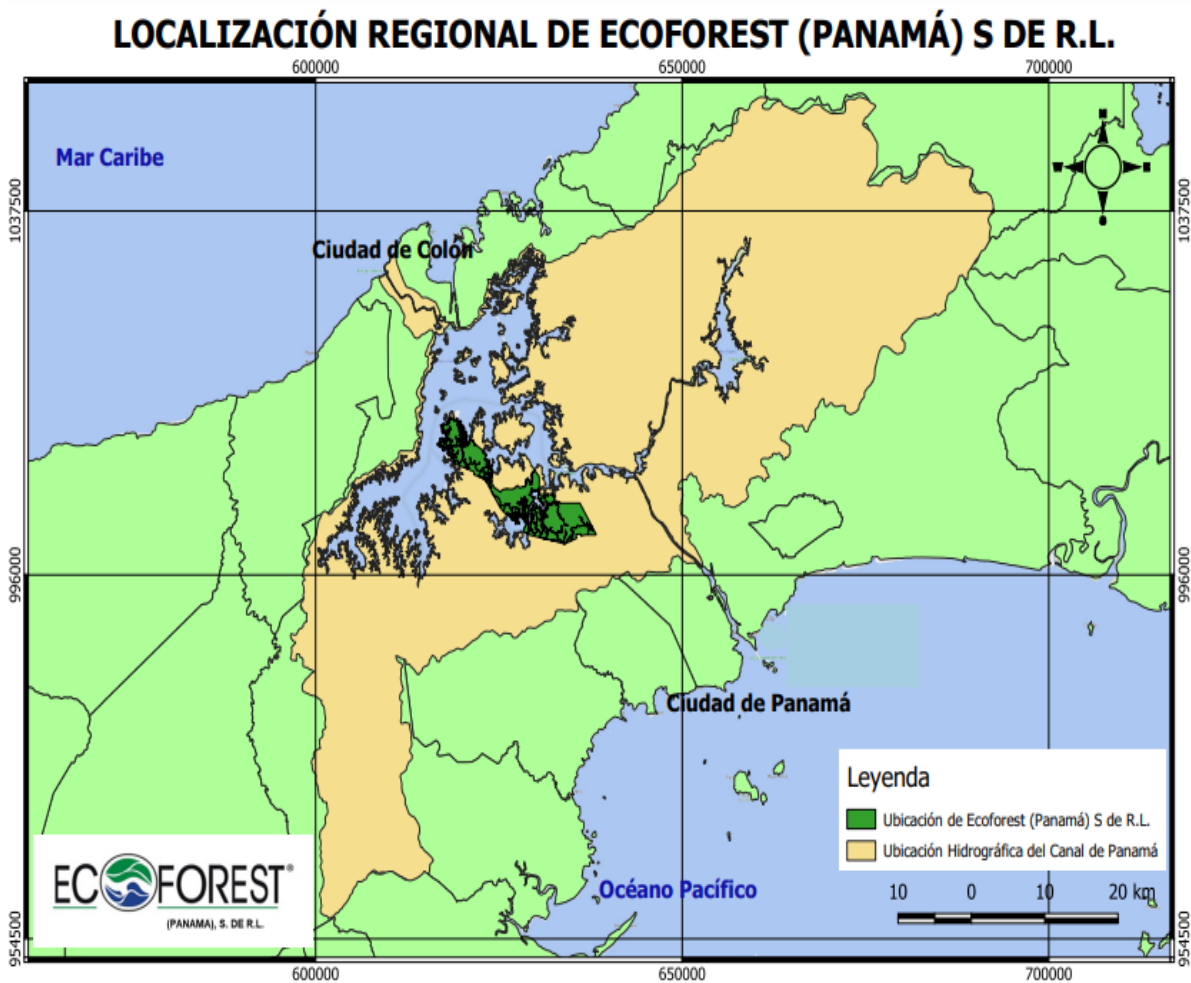 LOCALIZACIÓN REGIONAL DE ECOFOREST (PANAMÁ) S DE R.L.
600000 650000 700000
Mar Caribe
N
W E
S
1037500 1037500
Ciudad de Colón
996000 996000
Ciudad de Panamá
Leyenda
Ubicación de Ecoforest (Panamá) S de R.L.
Ubicación Hidrográfica del Canal de Panamá
ECOFOREST®
(PANAMA), S. DE R.L.
Océano Pacífico
10 0 10 20 km
954500 954500
600000 650000 700000